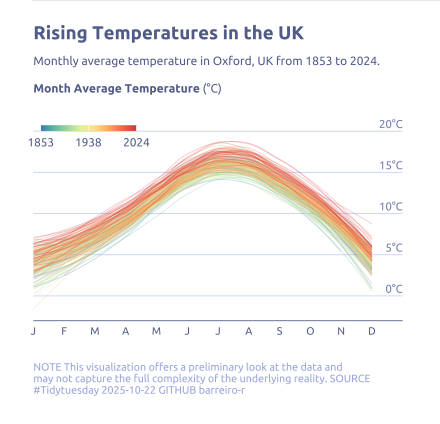 Rising Temperatures in the UK
Monthly average temperature in Oxford, UK from 1853 to 2024.
Month Average Temperature (°C)
20°C
1853 1938 2024
15°C
10°C
5°C
0°C
J F M A M J J A S O N D
NOTE This visualization offers a preliminary look at the data and
may not capture the full complexity of the underlying reality. SOURCE
#Tidytuesday 2025-10-22 GITHUB barreiro-r